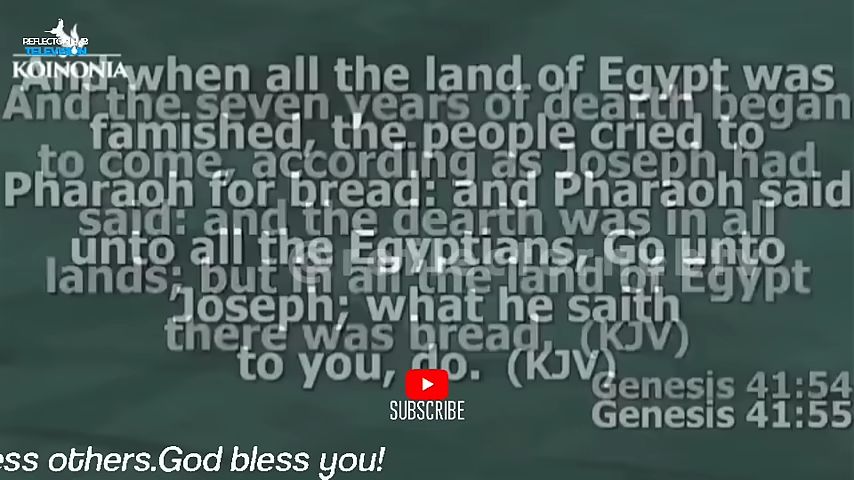 REFLECTOR HUB
TELEVISION
KOINONIA
And when all the land of Egypt was
famished, the people cried to
Pharaoh for bread: and Pharaoh said
unto all the Egyptians, Go unto
Joseph; what he saith
to you, do. (KJV)
Genesis 41:55
And the seven years of dearth began
to come, according as Joseph had
said: and the dearth was in all
lands; but in all the land of Egypt
there was bread. (KJV)
Genesis 41:54
SUBSCRIBE
ess others.God bless you!